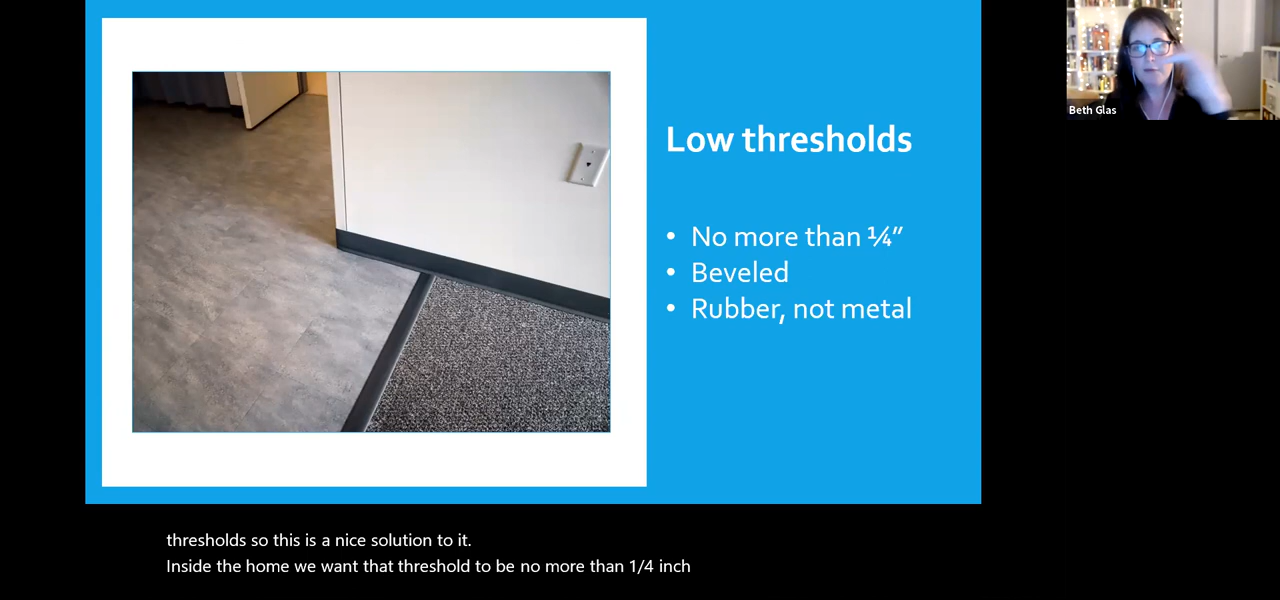 Low thresholds
• No more than ¼”
• Beveled
• Rubber, not metal
Beth Glas
thresholds so this is a nice solution to it.
Inside the home we want that threshold to be no more than 1/4 inch